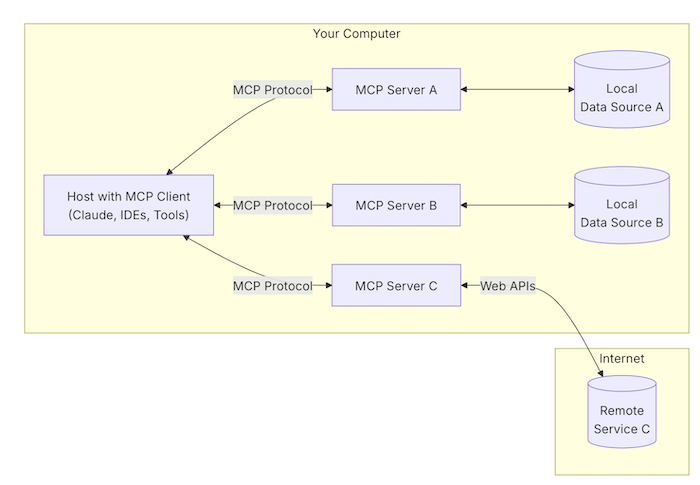 Your Computer
MCP Protocol
MCP Server A
Local
Data Source A
Host with MCP Client
(Claude, IDEs, Tools)
MCP Protocol
MCP Server B
Local
Data Source B
MCP Protocol
MCP Server C
Web APIs
Internet
Remote
Service C